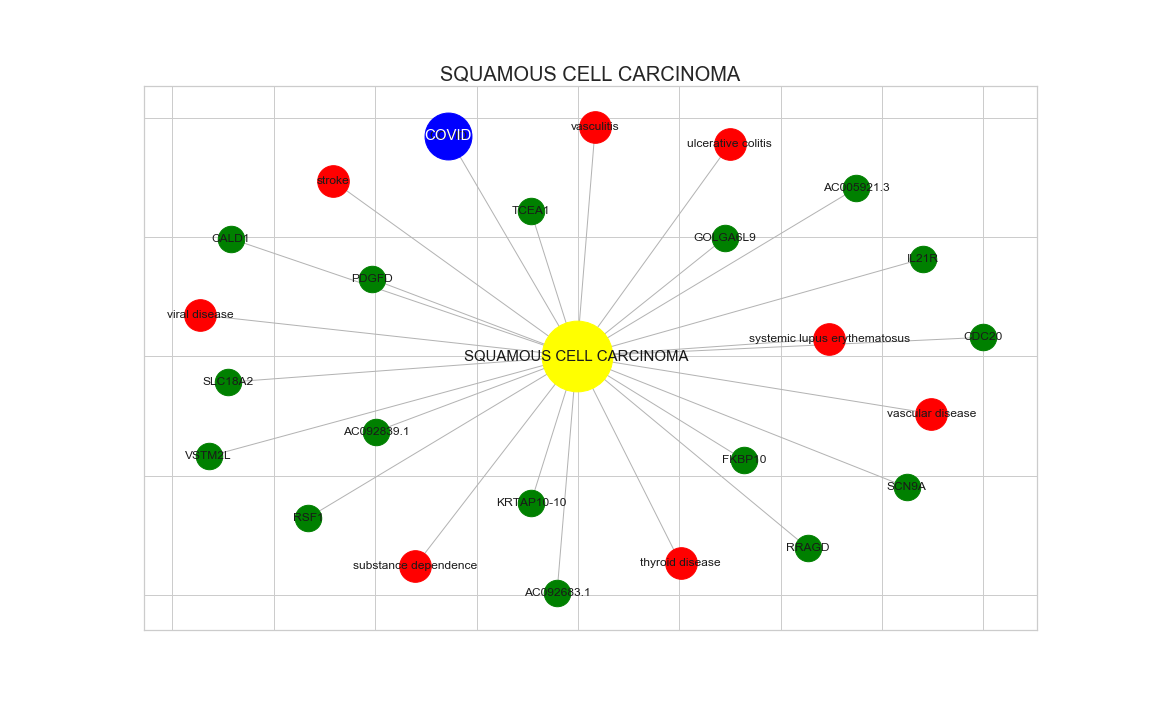 SQUAMOUS CELL CARCINOMA
vasculitis
COVID
ulcerative colitis
stroke
AC005921.3
TCEA1
GOLGA6L9
CALD1
IL21R
PDGFD
viral disease
CDC20
systemic lupus erythematosus
SQUAMOUS CELL CARCINOMA
SLC18A2
vascular disease
AC092839.1
VSTM2L
FKBP10
SCN9A
KRTAP10-10
RSF1
RRAGD
thyroid disease
substance dependence
AC092683.1